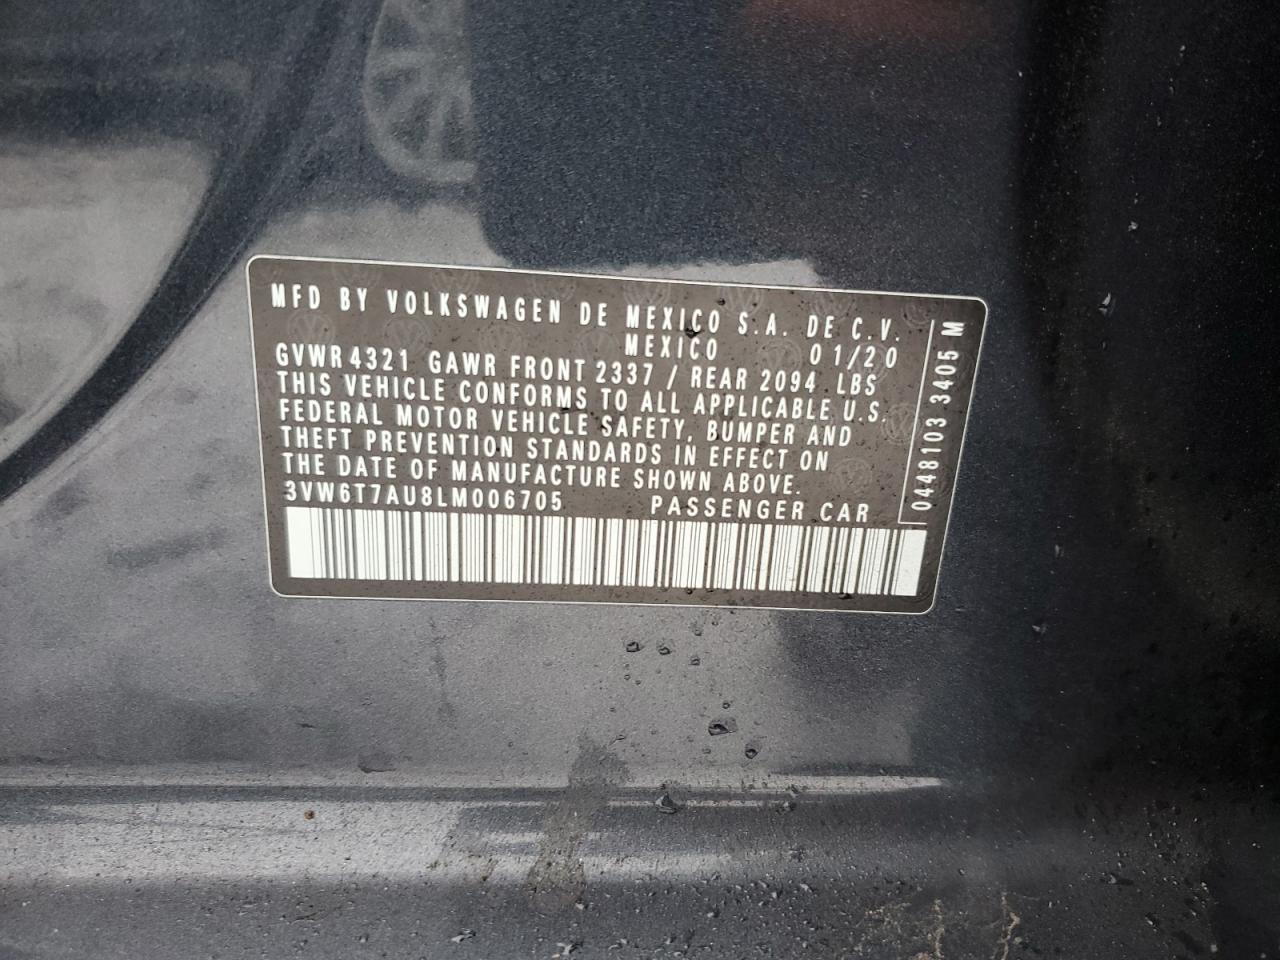 MFD BY VOLKSWAGEN DE MEXICO S.A. DE C.V.
MEXICO 01/20
GVWR 4321 GAWR FRONT 2337 / REAR 2094 LBS
THIS VEHICLE CONFORMS TO ALL APPLICABLE U.S.
FEDERAL MOTOR VEHICLE SAFETY, BUMPER AND
THEFT PREVENTION STANDARDS IN EFFECT ON
THE DATE OF MANUFACTURE SHOWN ABOVE.
3VW6T7AU8LM006705 PASSENGER CAR
0448103 3405 M